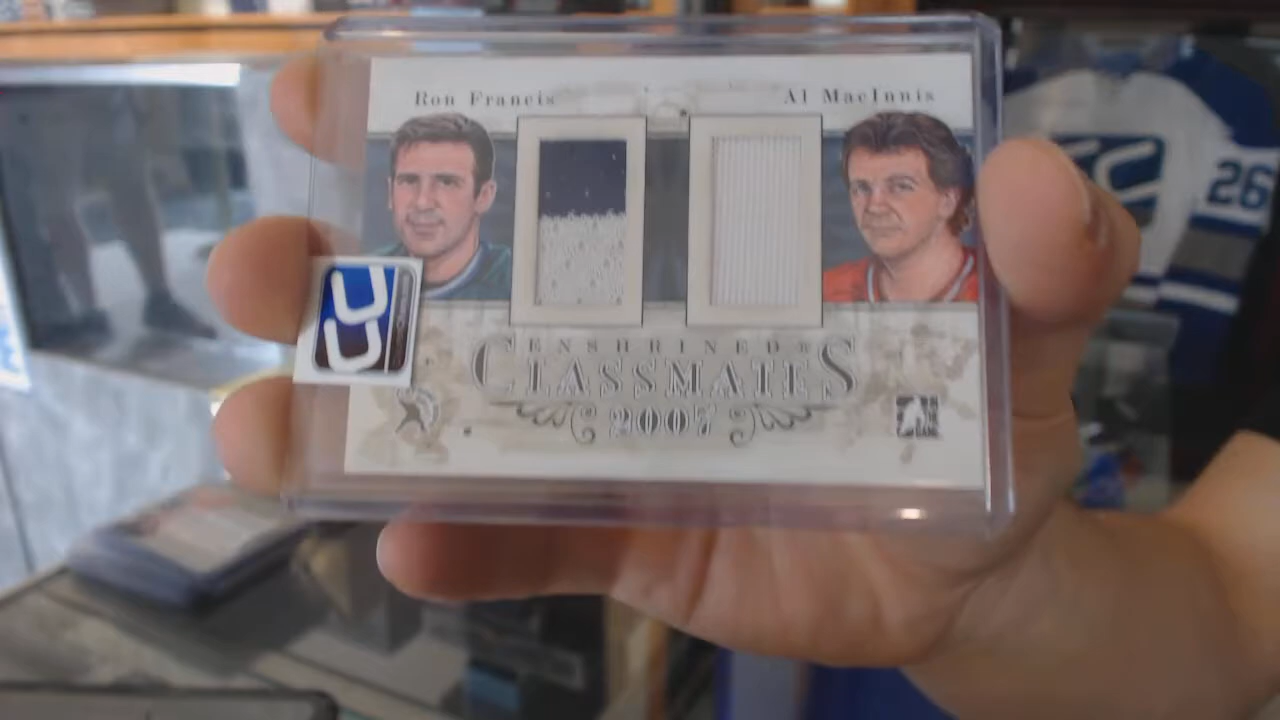 Ron Francis
Al MacInnis
ENSHRINED
CLASSMATES
2007
26